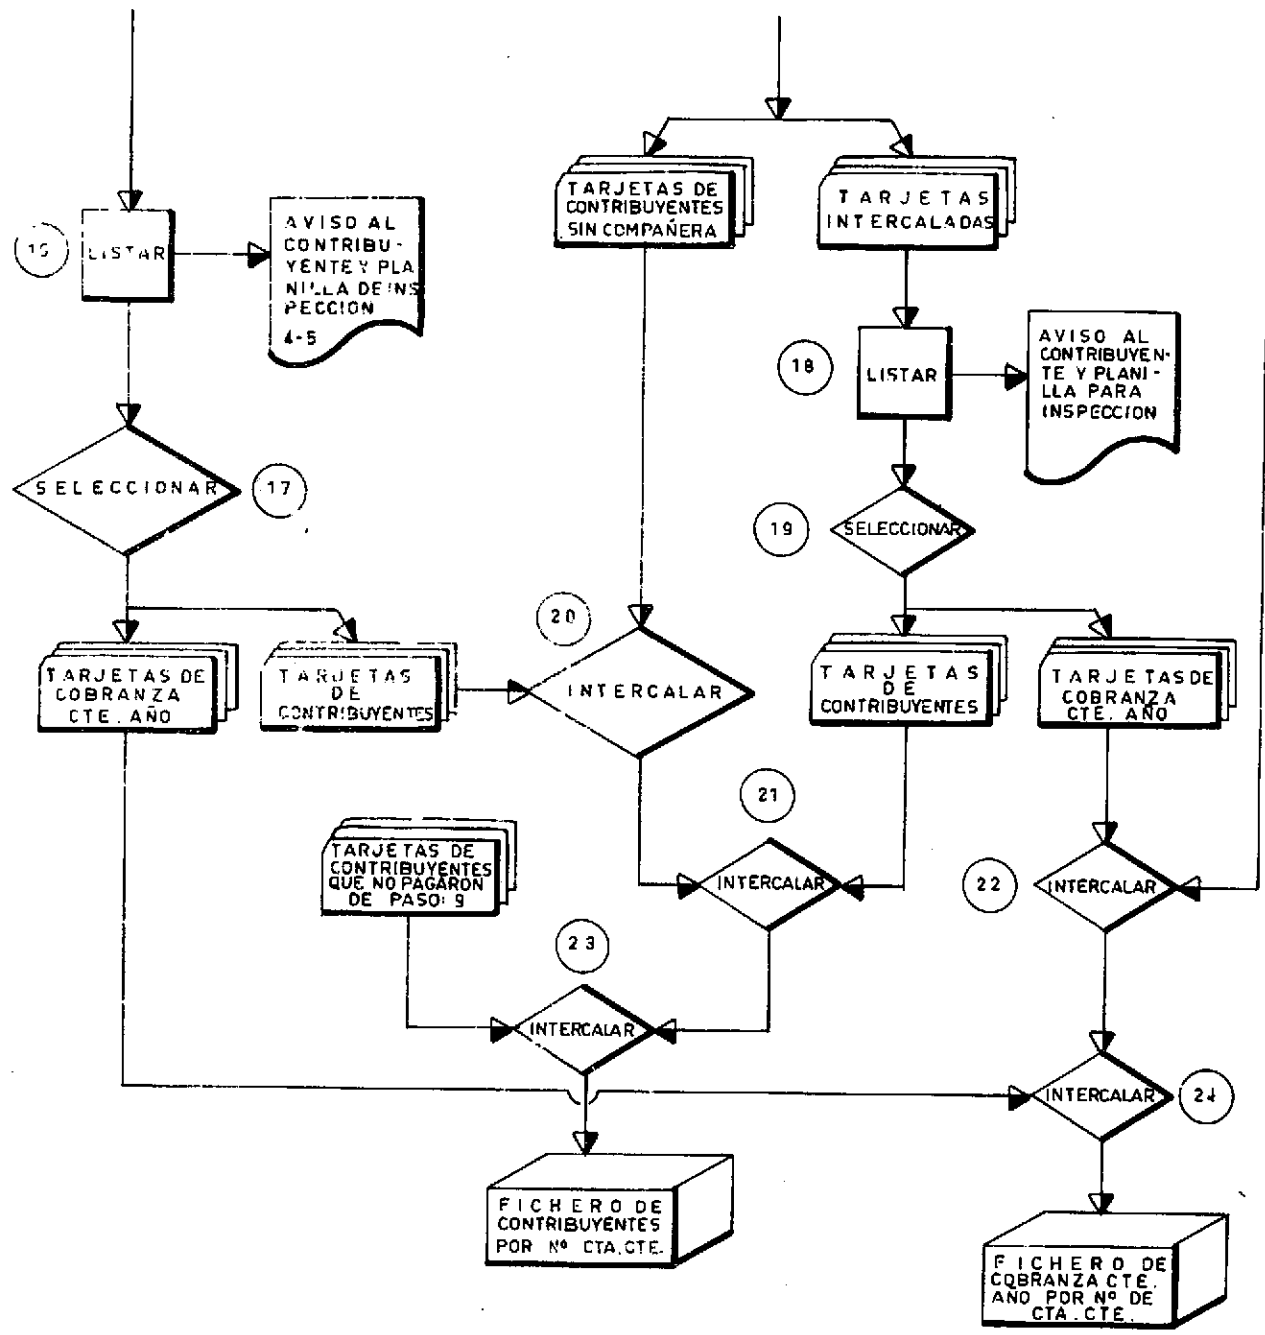 TARJETAS DE
CONTRIBUYENTES
SIN COMPAÑERA
TARJETAS
INTERCALADAS
LISTAR
AVISO AL
CONTRIBU-
YENTE Y PLA
NILLA DE INS
PECCION
4-5
18
LISTAR
AVISO AL
CONTRIBUYEN-
TE Y PLANI-
LLA PARA
INSPECCION
SELECCIONAR
17
19
SELECCIONAR
20
INTERCALAR
TARJETAS DE
COBRANZA
CTE. AÑO
TARJETAS
DE
CONTRIBUYENTES
TARJETAS
DE
CONTRIBUYENTES
TARJETAS DE
COBRANZA
CTE. AÑO
21
INTERCALAR
TARJETAS DE
CONTRIBUYENTES
QUE NO PAGARON
DE PASO: 9
22
INTERCALAR
23
INTERCALAR
INTERCALAR
24
FICHERO DE
CONTRIBUYENTES
POR Nº CTA. CTE.
FICHERO DE
COBRANZA CTE.
AÑO POR Nº DE
CTA. CTE.